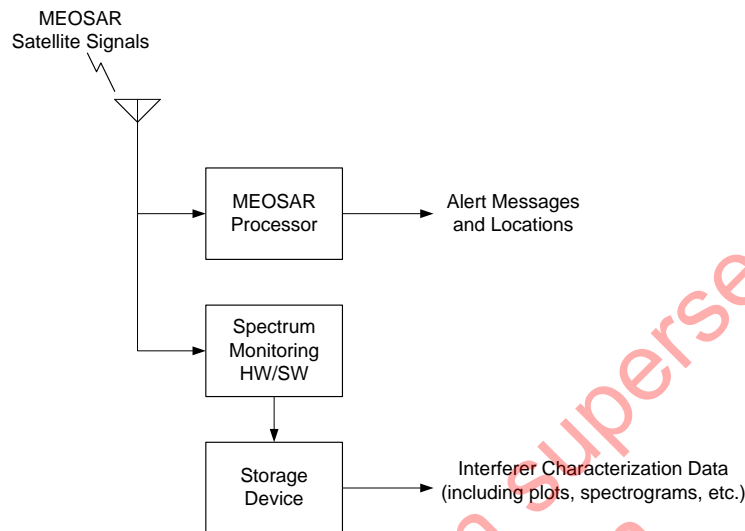 MEOSAR
Satellite Signals
MEOSAR
Processor
Alert Messages
and Locations
Spectrum
Monitoring
HW/SW
Storage
Device
Interferer Characterization Data
(including plots, spectrograms, etc.)